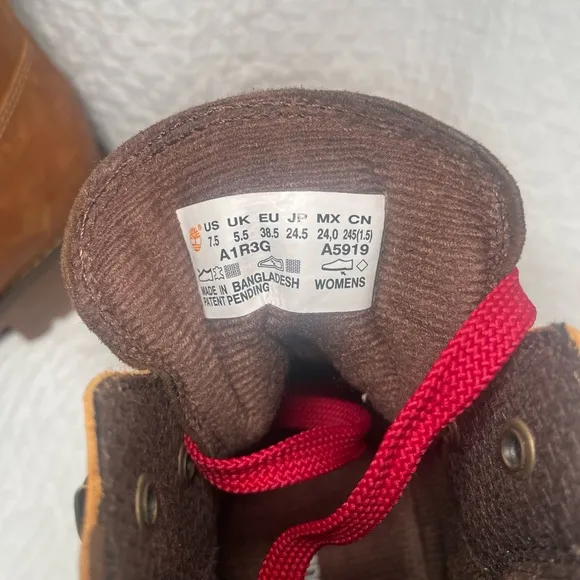 US UK EU JP MX CN
7.5 5.5 38.5 24.5 24,0 245(1.5)
A1R3G A5919
MADE IN BANGLADESH WOMENS
PATENT PENDING